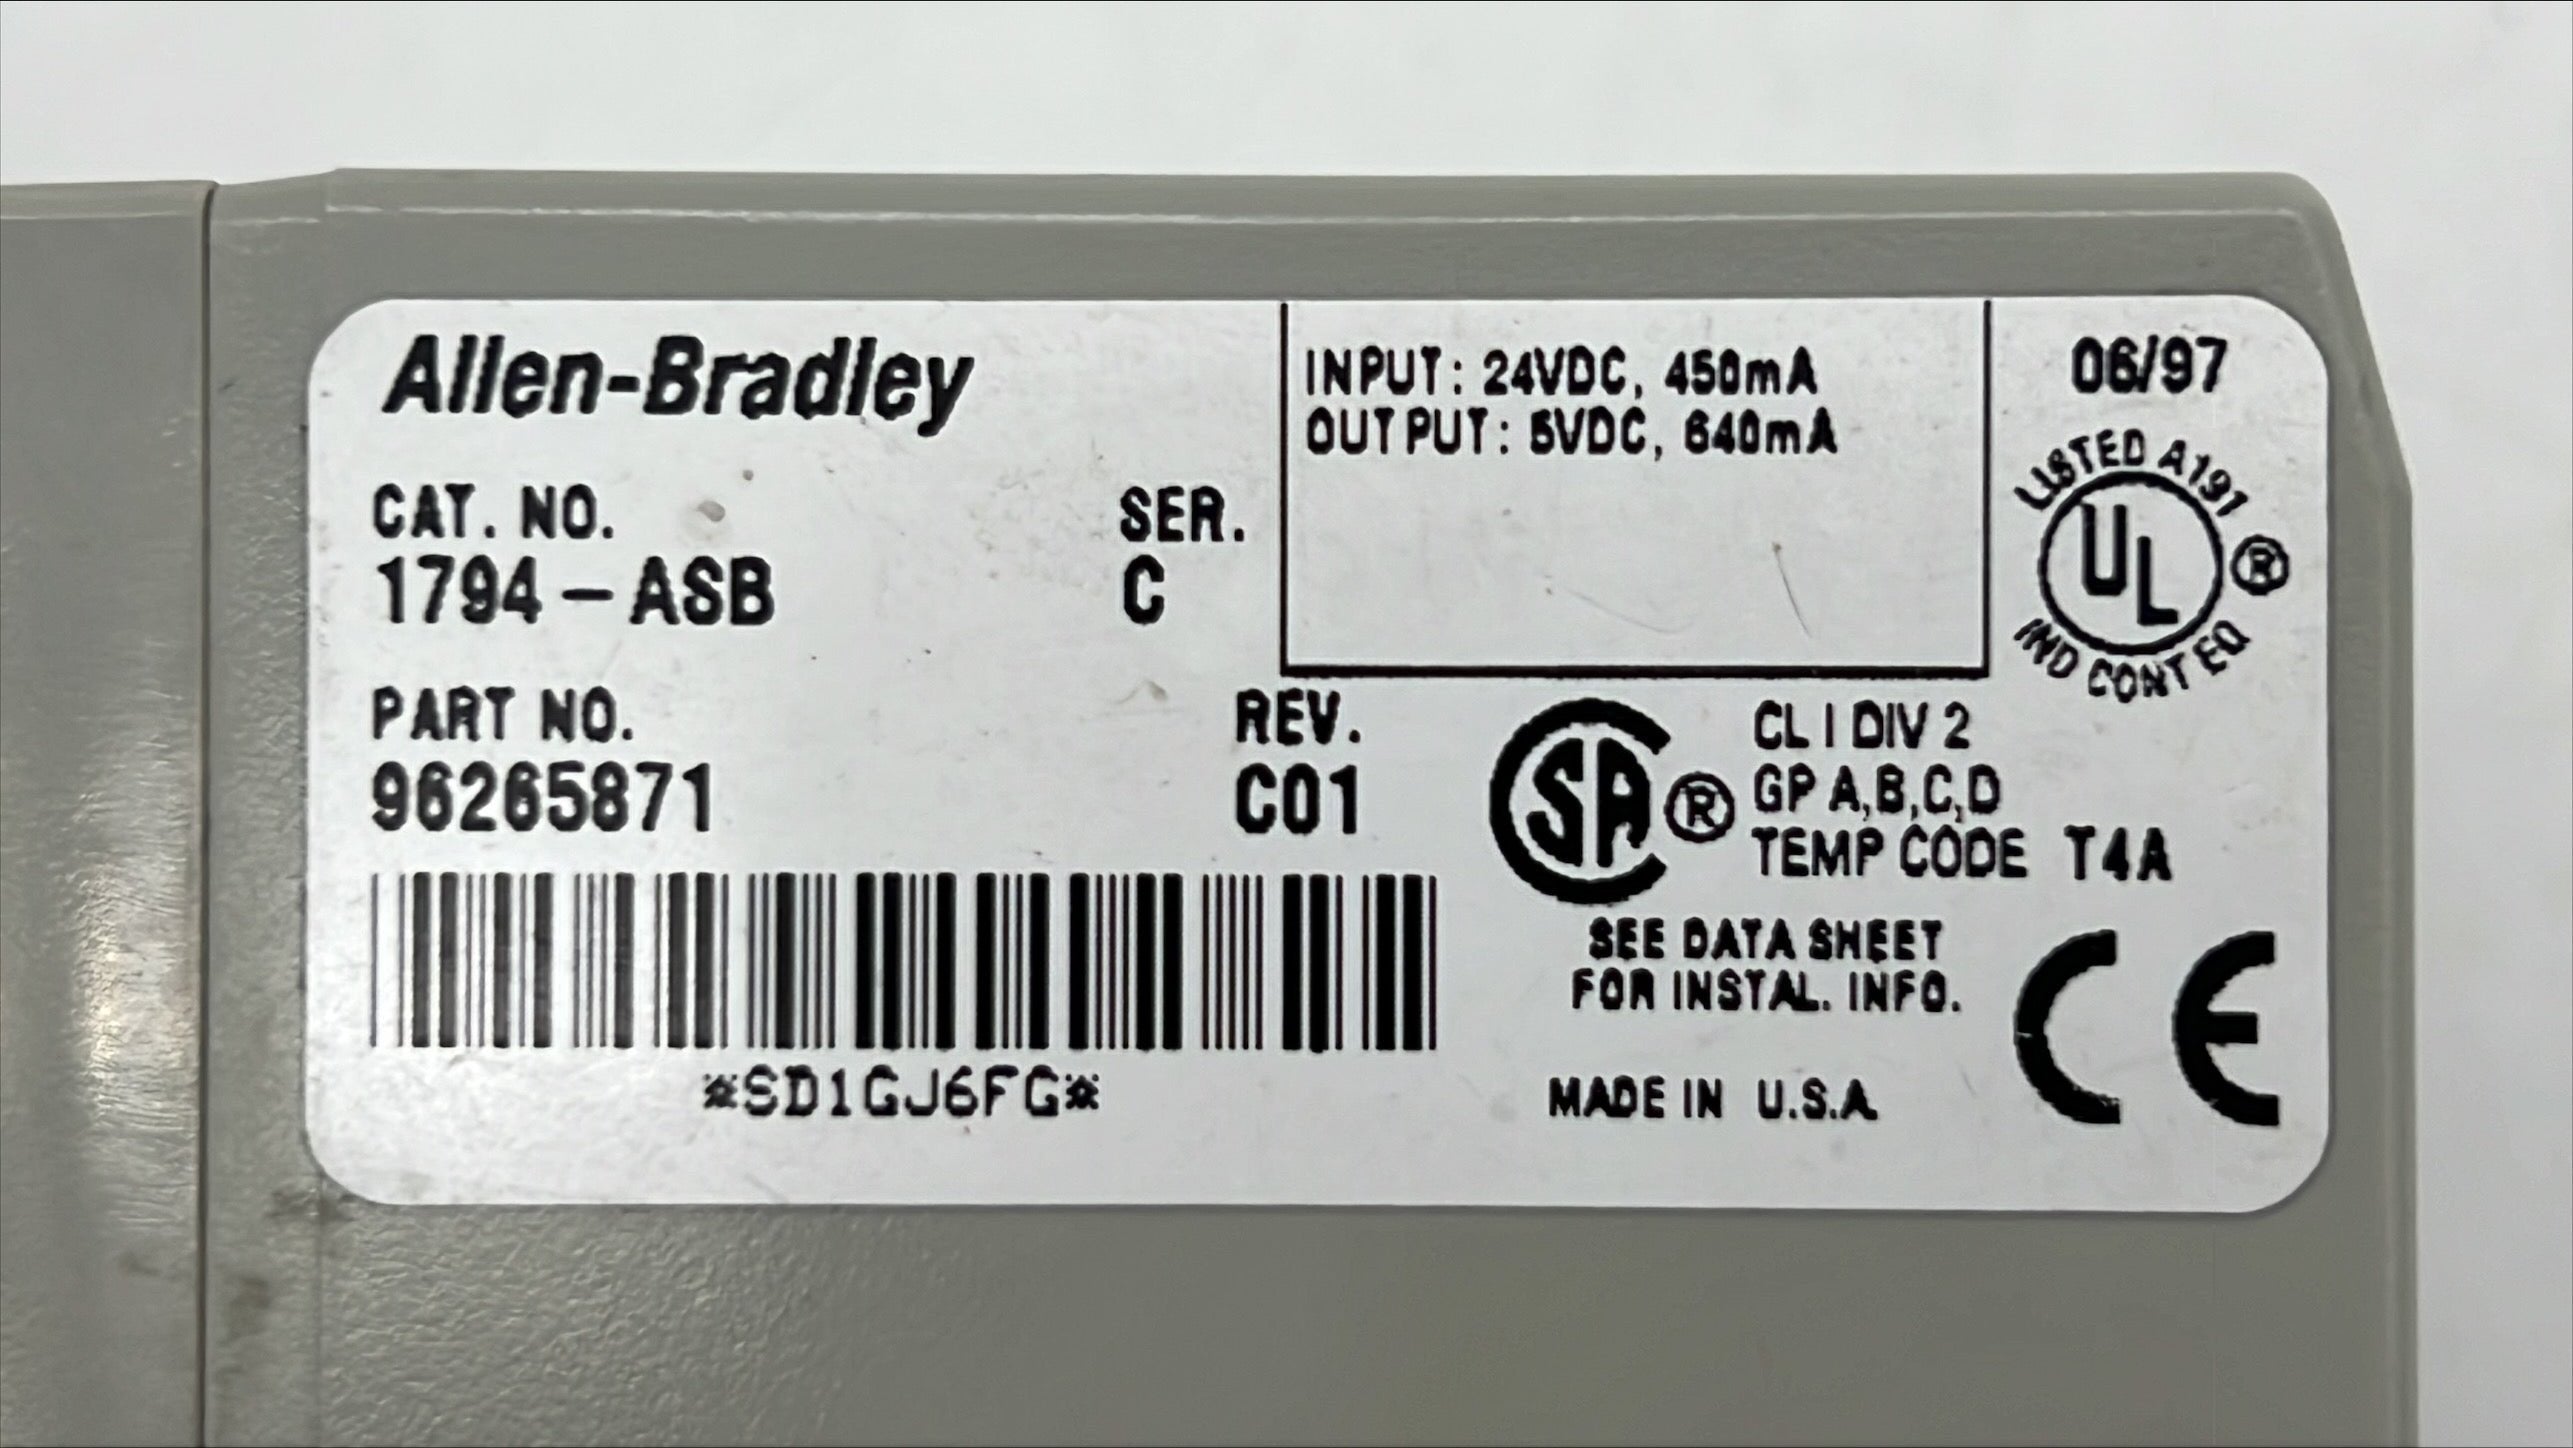 Allen-Bradley
CAT. NO.
1794-ASB
SER.
C
PART NO.
96265871
REV.
C01
*SD1GJ6FG*
INPUT: 24VDC, 450mA
OUTPUT: 5VDC, 640mA
06/97
LISTED A191
UL ®
IND CONT EQ
CSA ®
CL I DIV 2
GP A,B,C,D
TEMP CODE T4A
SEE DATA SHEET
FOR INSTAL. INFO.
MADE IN U.S.A.
CE